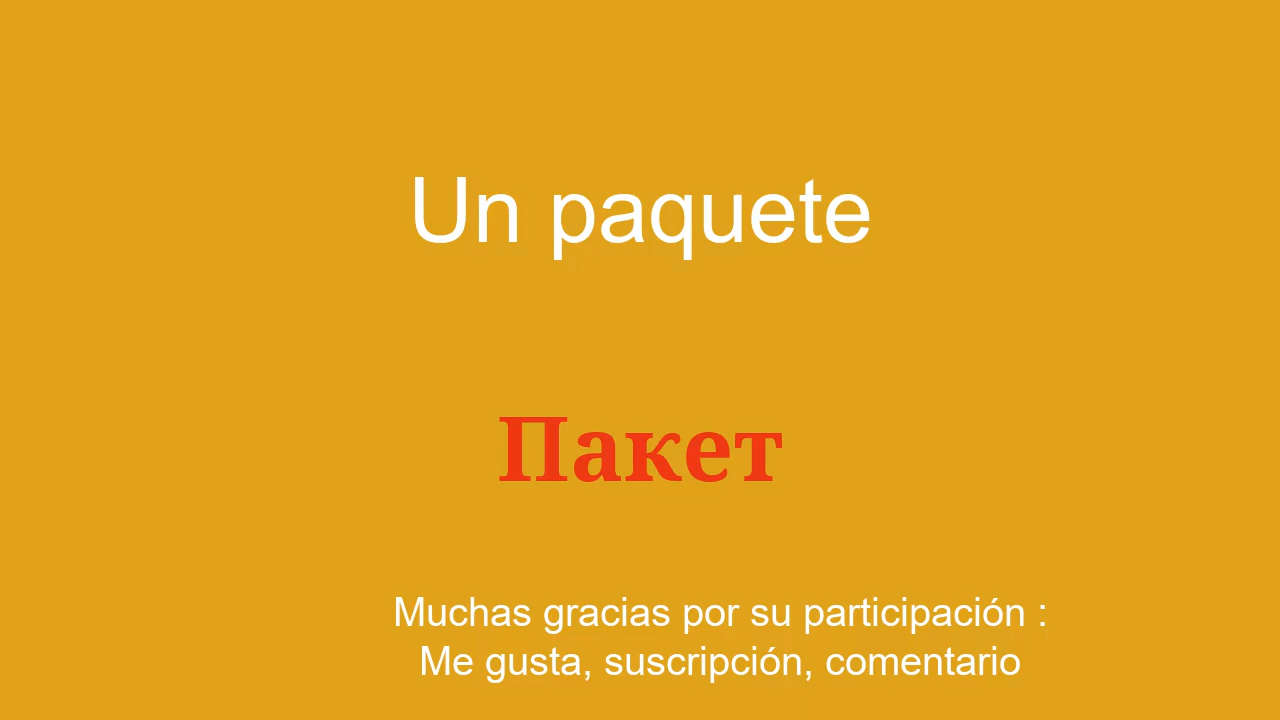 Un paquete
Пакет
Muchas gracias por su participación :
Me gusta, suscripción, comentario